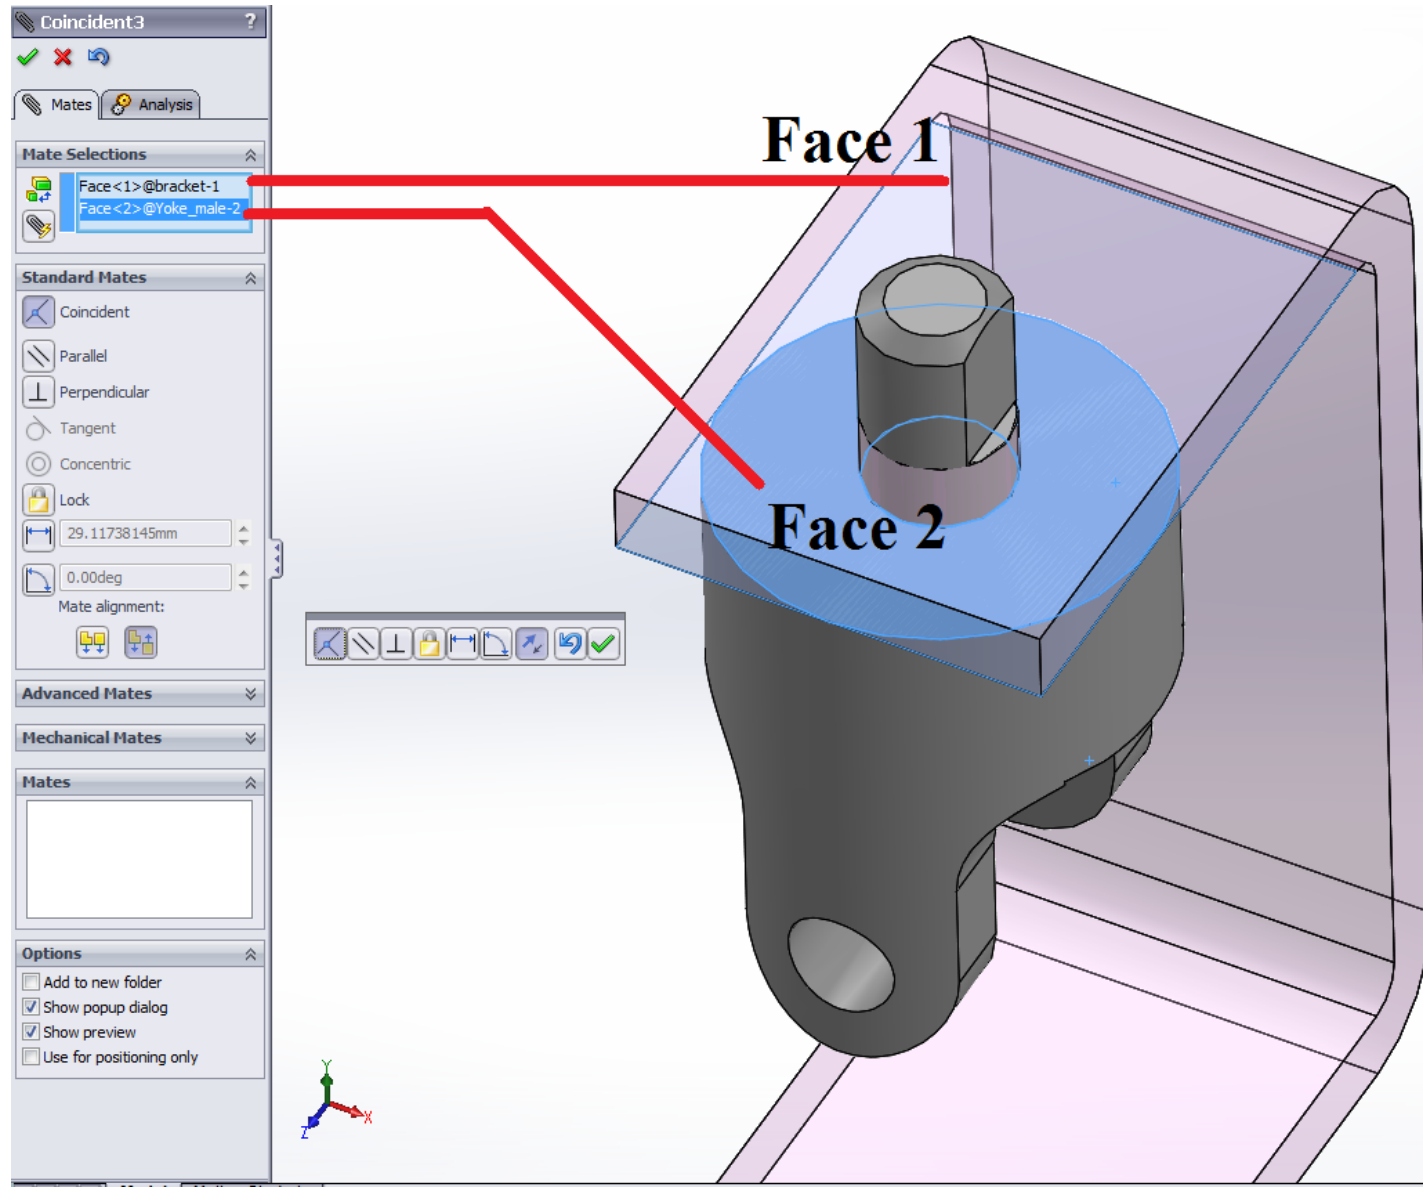 Coincident3 ?
Mates Analysis
Mate Selections
Face<1>@bracket-1
Face<2>@Yoke_male-2
Standard Mates
Coincident
Parallel
Perpendicular
Tangent
Concentric
Lock
29.11738145mm
0.00deg
Mate alignment:
Advanced Mates
Mechanical Mates
Mates
Options
Add to new folder
Show popup dialog
Show preview
Use for positioning only
Face 1
Face 2
Y
X
Z